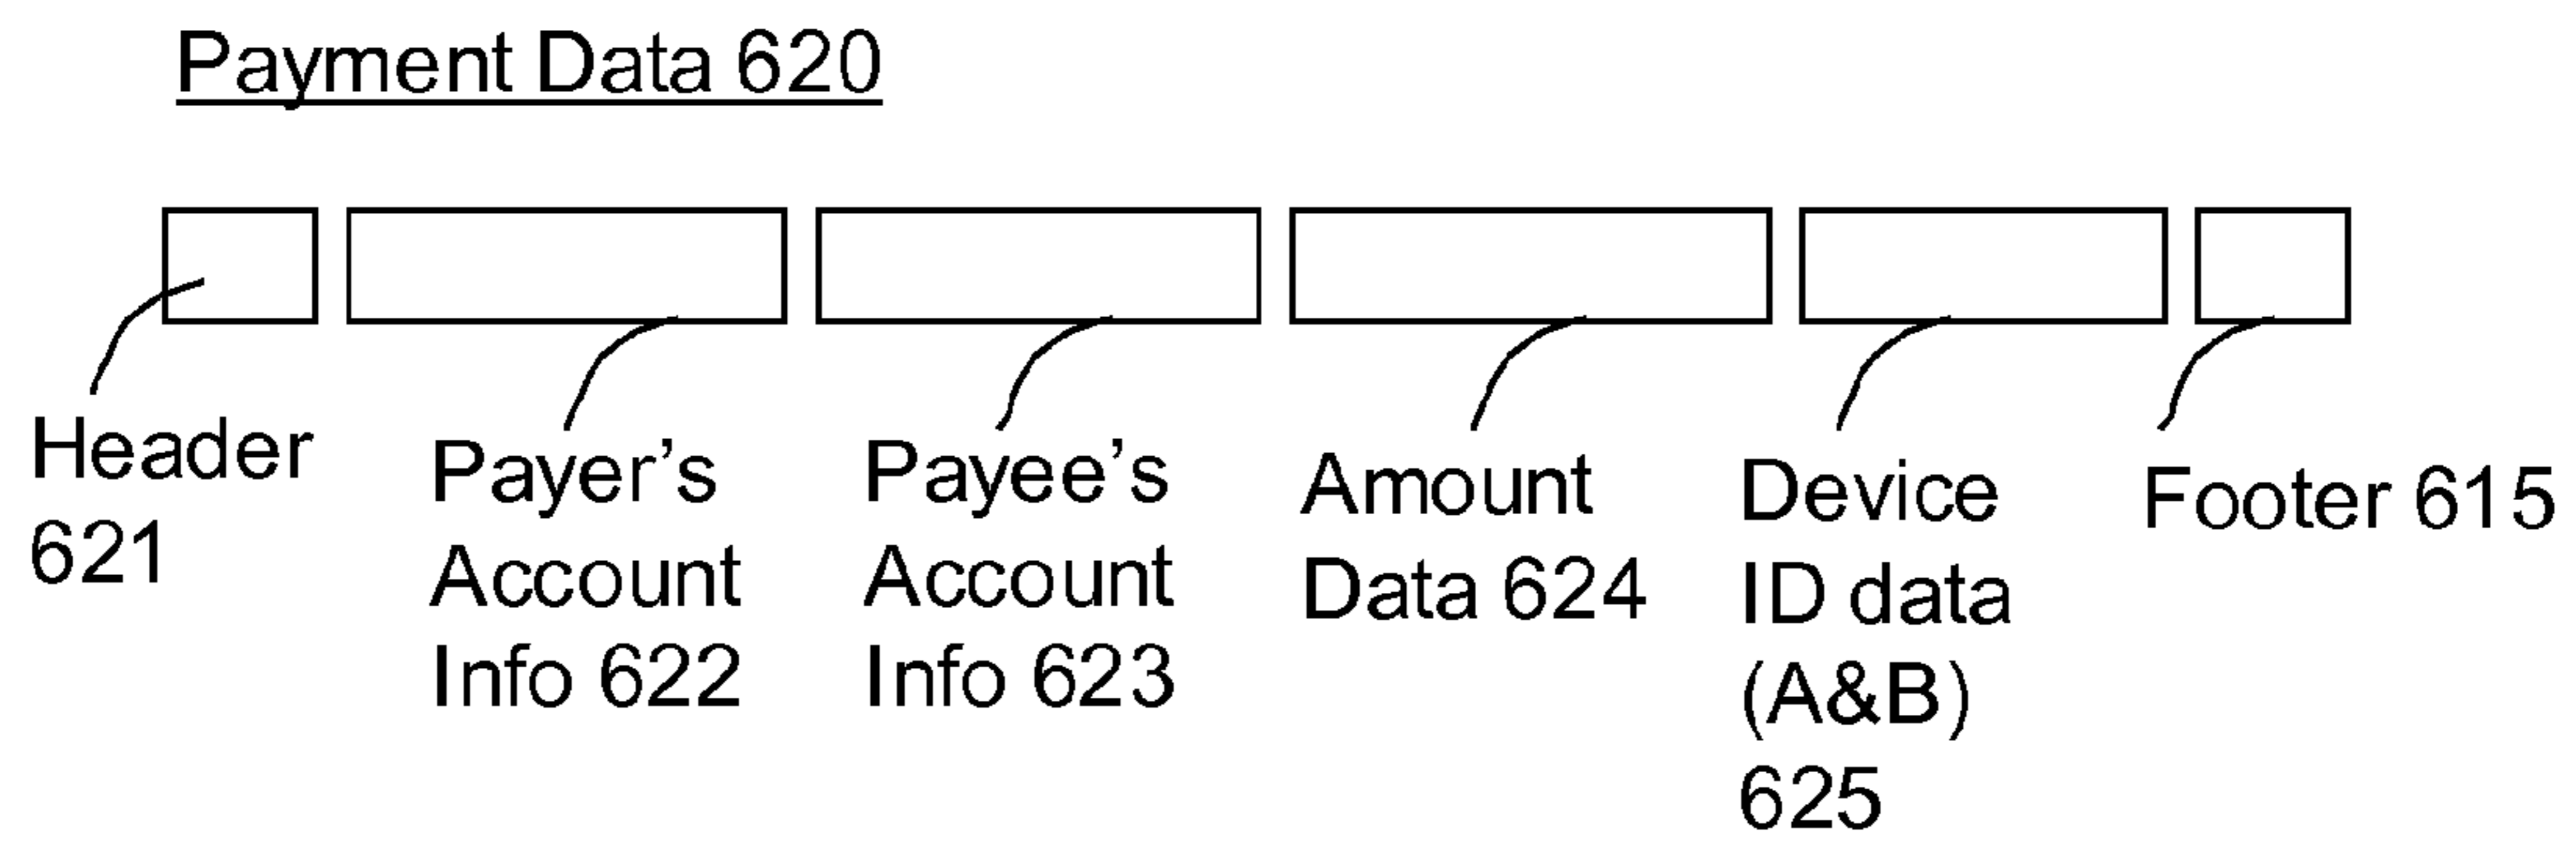 Payment Data 620
Header
621
Payer’s
Account
Info 622
Payee’s
Account
Info 623
Amount
Data 624
Device
ID data
(A&B)
625
Footer 615